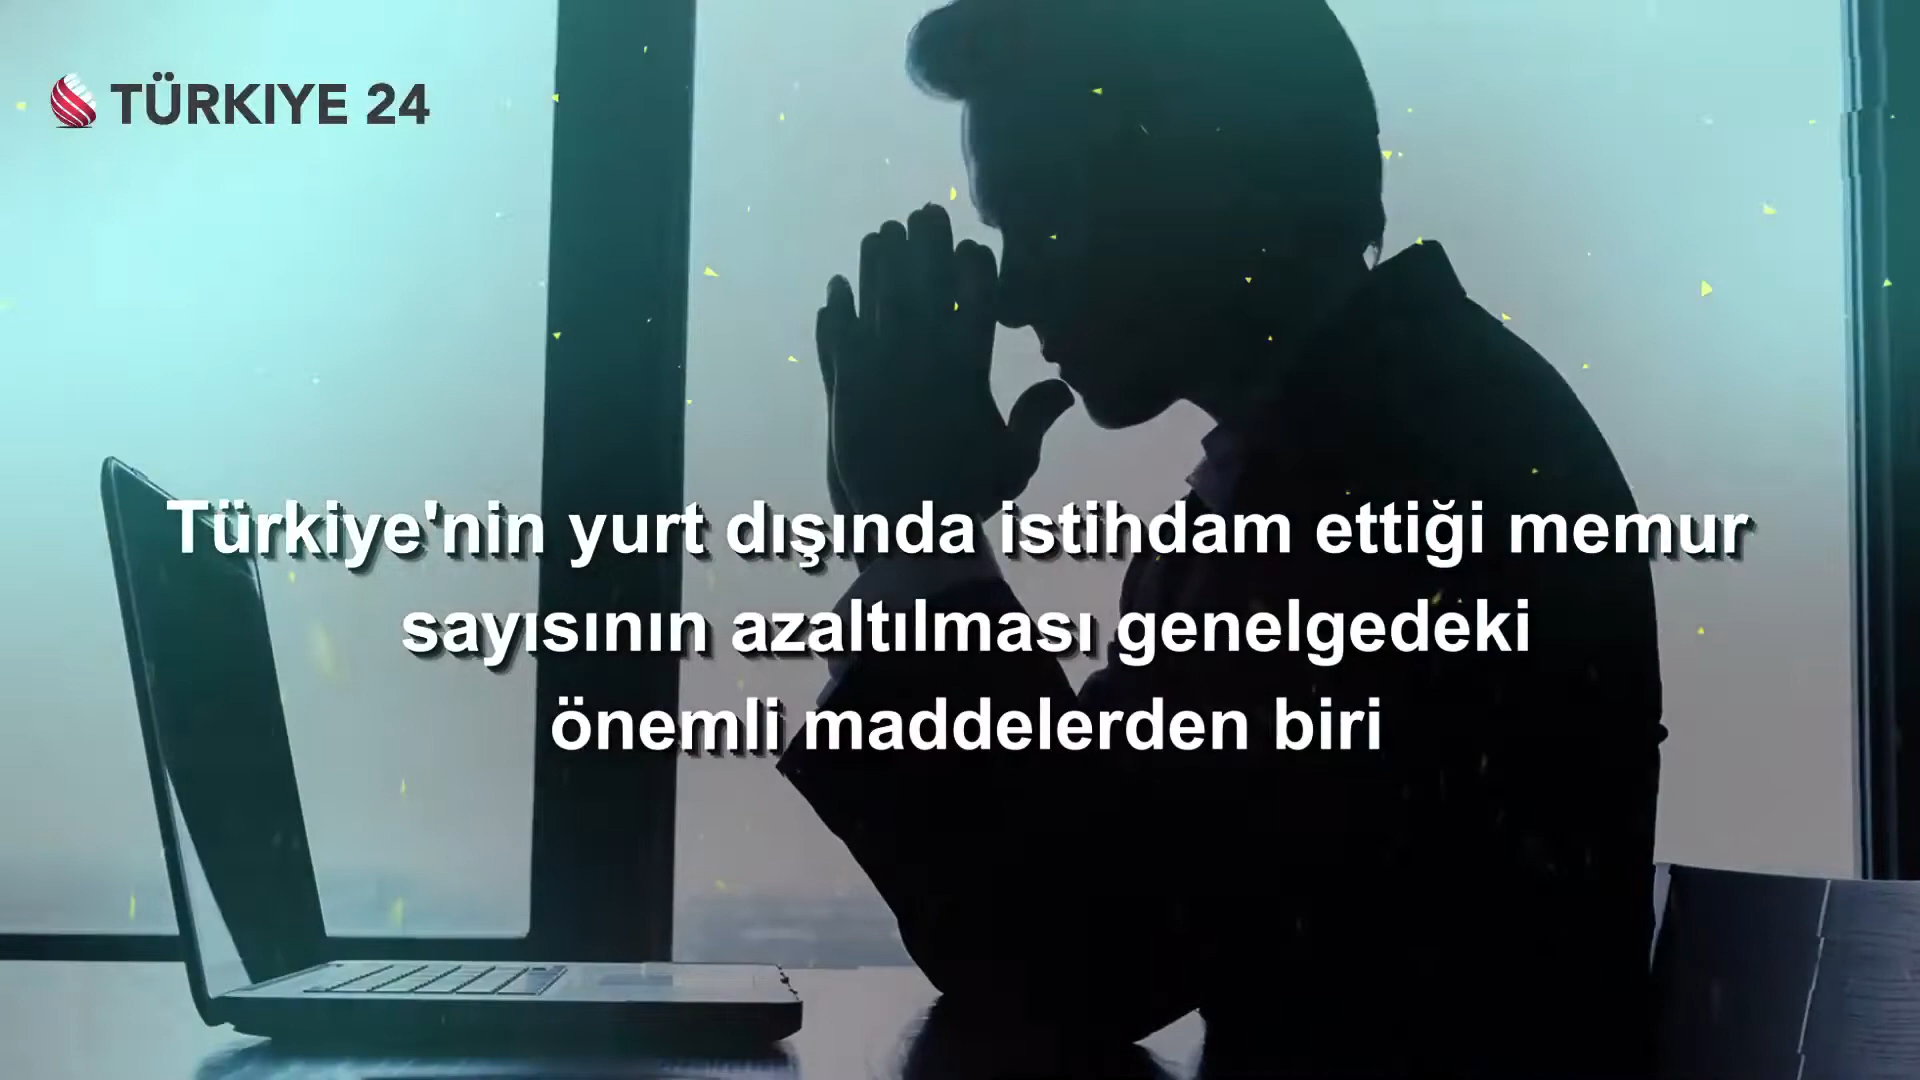 TÜRKIYE 24
Türkiye'nin yurt dışında istihdam ettiği memur
sayısının azaltılması genelgedeki
önemli maddelerden biri